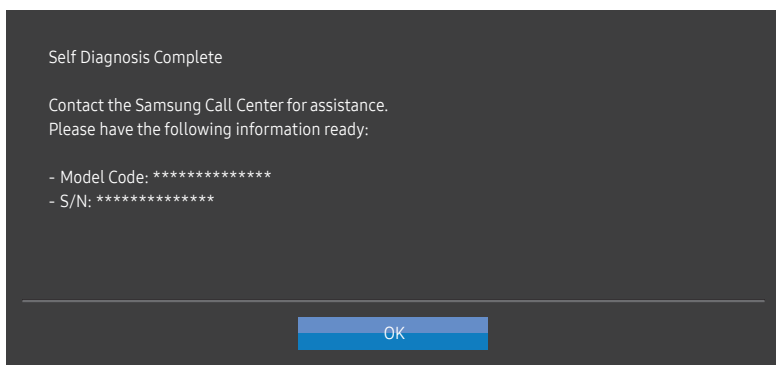 Self Diagnosis Complete
Contact the Samsung Call Center for assistance.
Please have the following information ready:
- Model Code: **************
- S/N: **************
OK